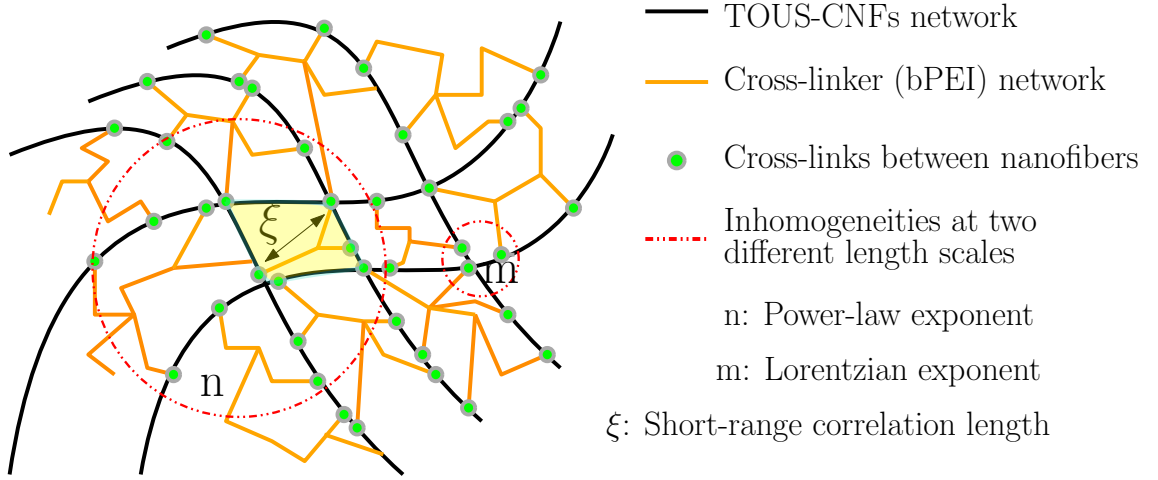 TOUS-CNFs network
Cross-linker (bPEI) network
ξ
Cross-links between nanofibers
Inhomogeneities at two
different length scales
m
n: Power-law exponent
n
m: Lorentzian exponent
ξ: Short-range correlation length